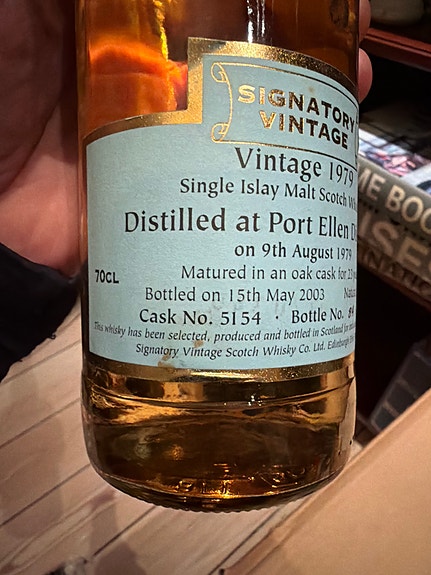 SIGNATORY
VINTAGE
Vintage 1979
Single Islay Malt Scotch
Distilled at Port Ellen
on 9th August 1979
70CL
Matured in an oak cask for
Bottled on 15th May 2003
Cask No. 5154 · Bottle No.
This whisky has been selected, produced and bottled in Scotland
Signatory Vintage Scotch Whisky Co. Ltd. Edinburgh